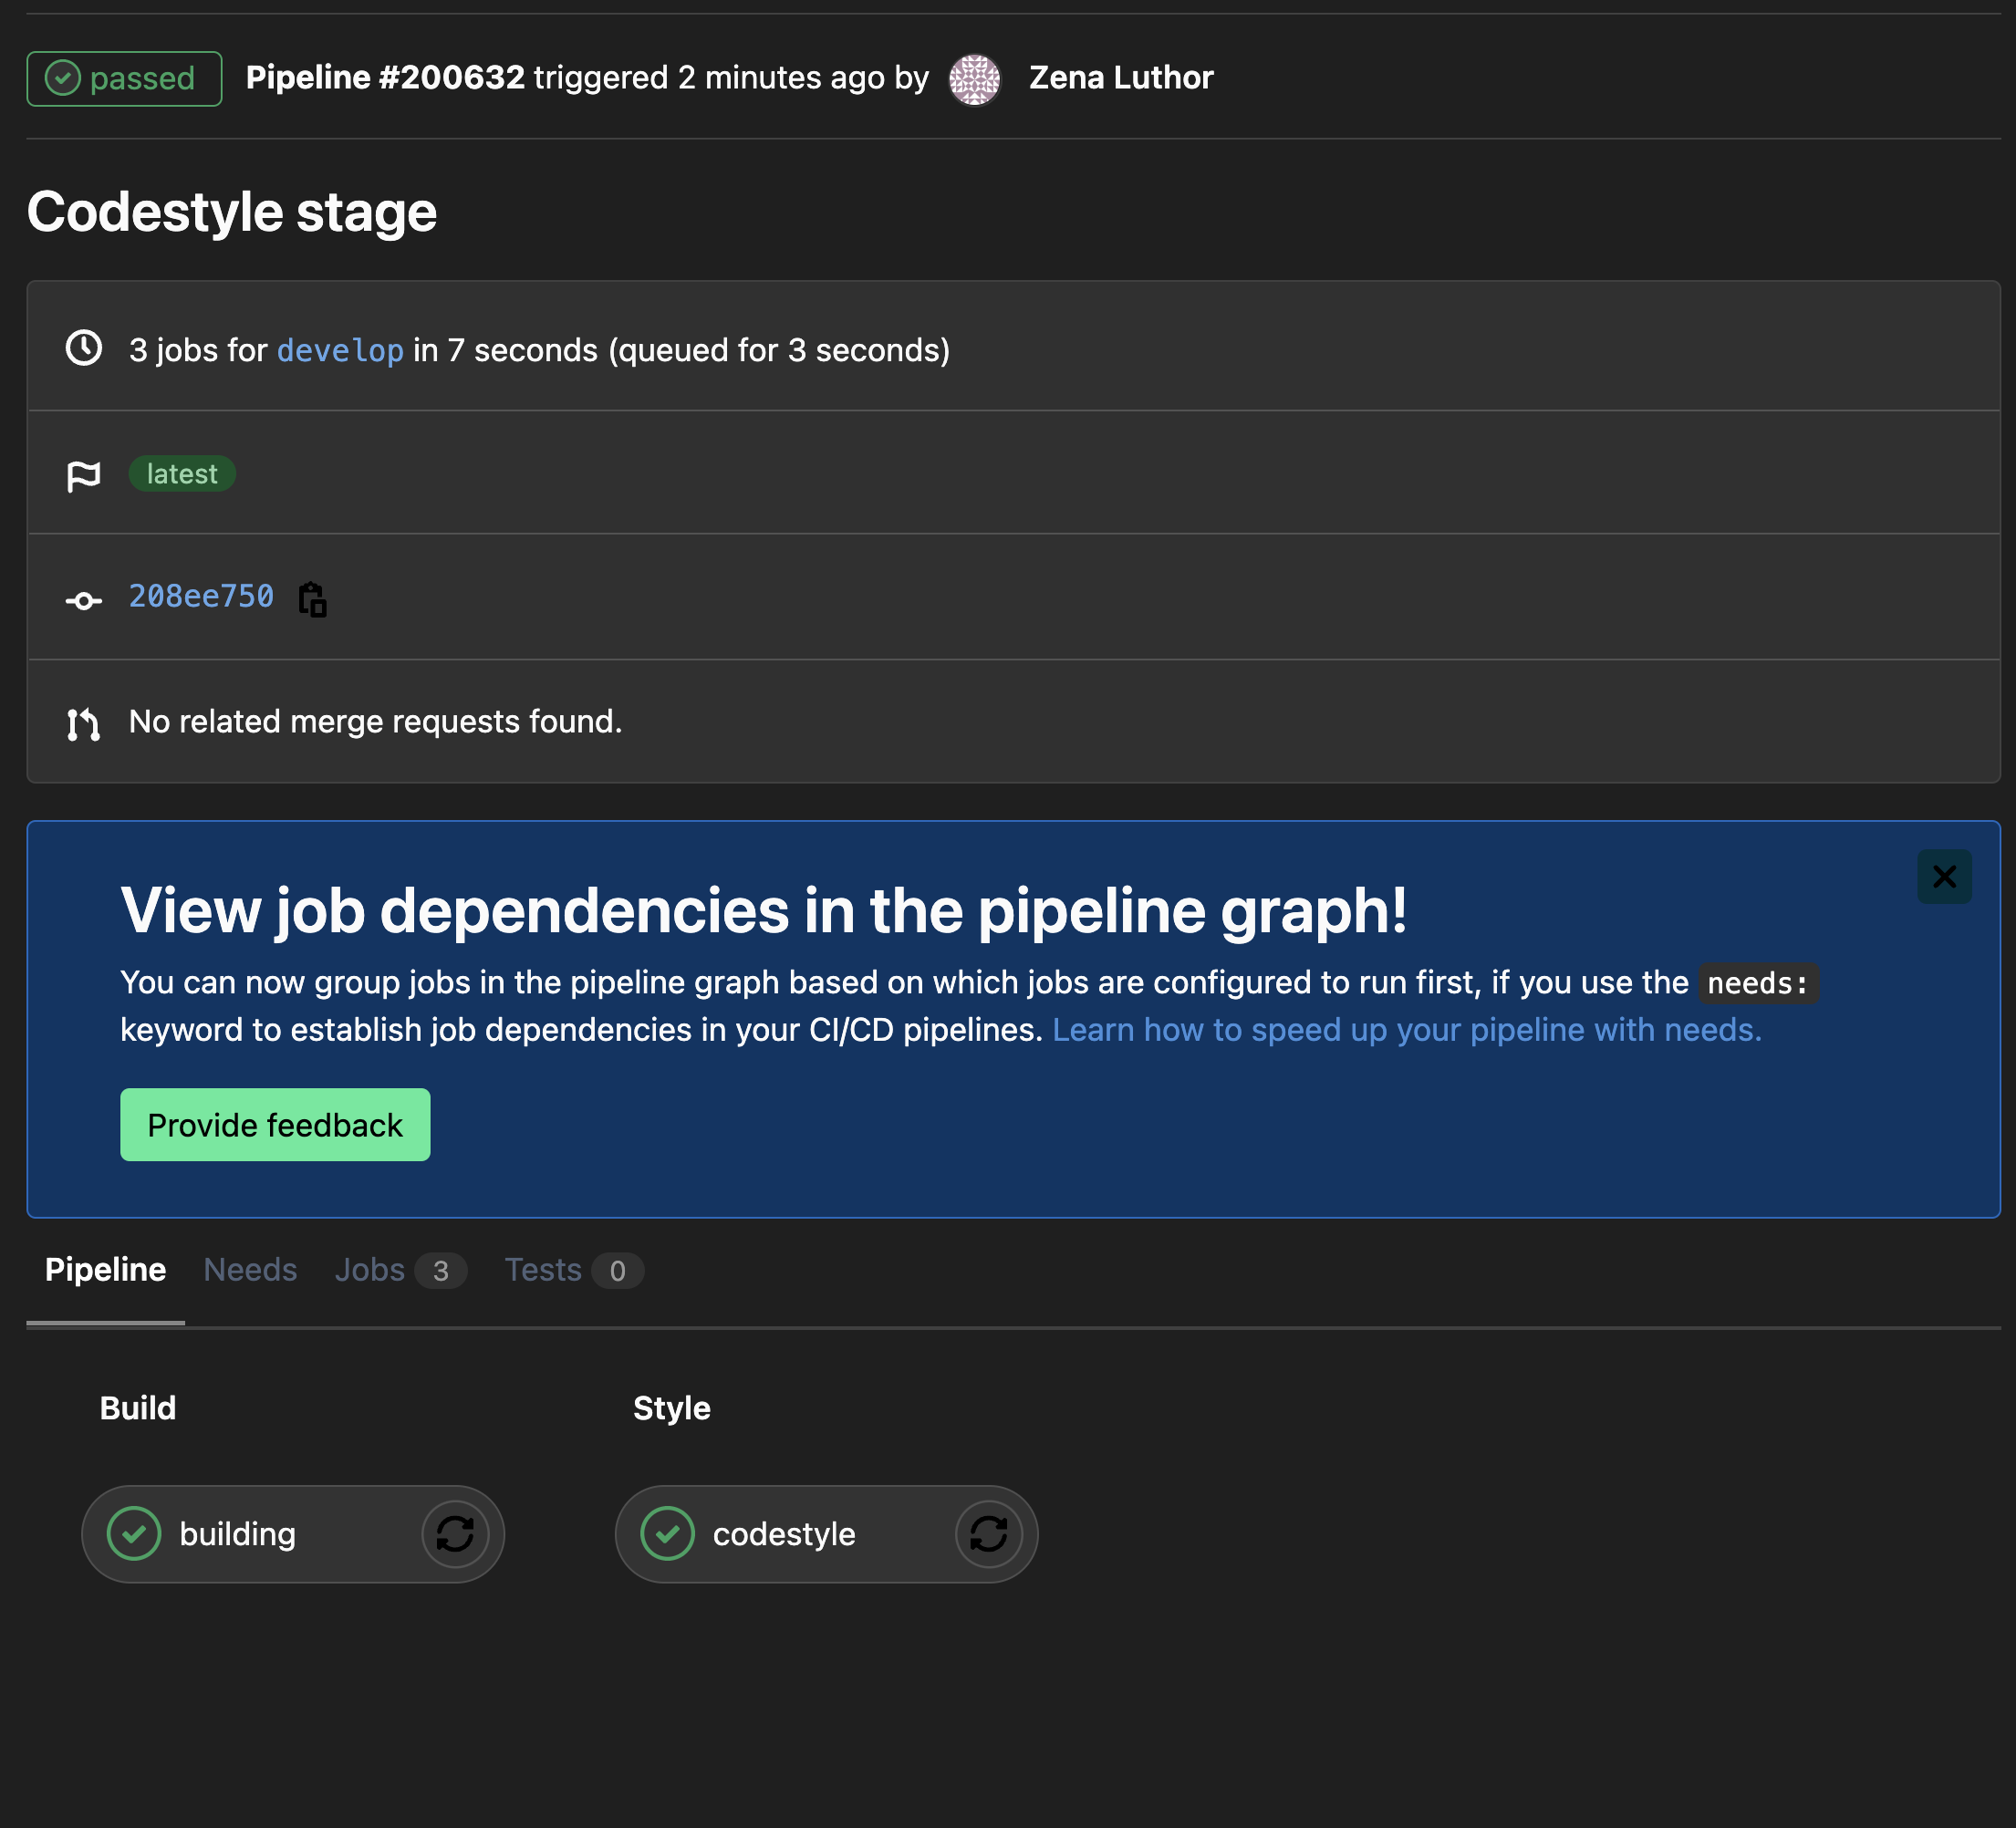 passed Pipeline #200632 triggered 2 minutes ago by Zena Luthor
Codestyle stage
3 jobs for develop in 7 seconds (queued for 3 seconds)
latest
208ee750
No related merge requests found.
View job dependencies in the pipeline graph!
You can now group jobs in the pipeline graph based on which jobs are configured to run first, if you use the needs:
keyword to establish job dependencies in your CI/CD pipelines. Learn how to speed up your pipeline with needs.
Provide feedback
Pipeline Needs Jobs 3 Tests 0
Build Style
building codestyle